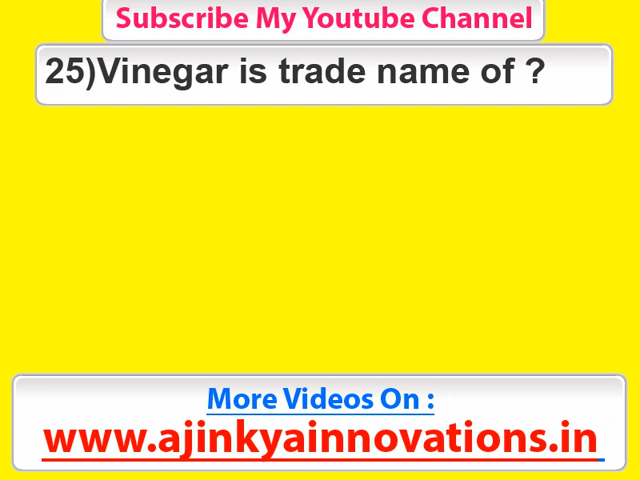 Subscribe My Youtube Channel
25)Vinegar is trade name of ?
More Videos On :
www.ajinkyainnovations.in